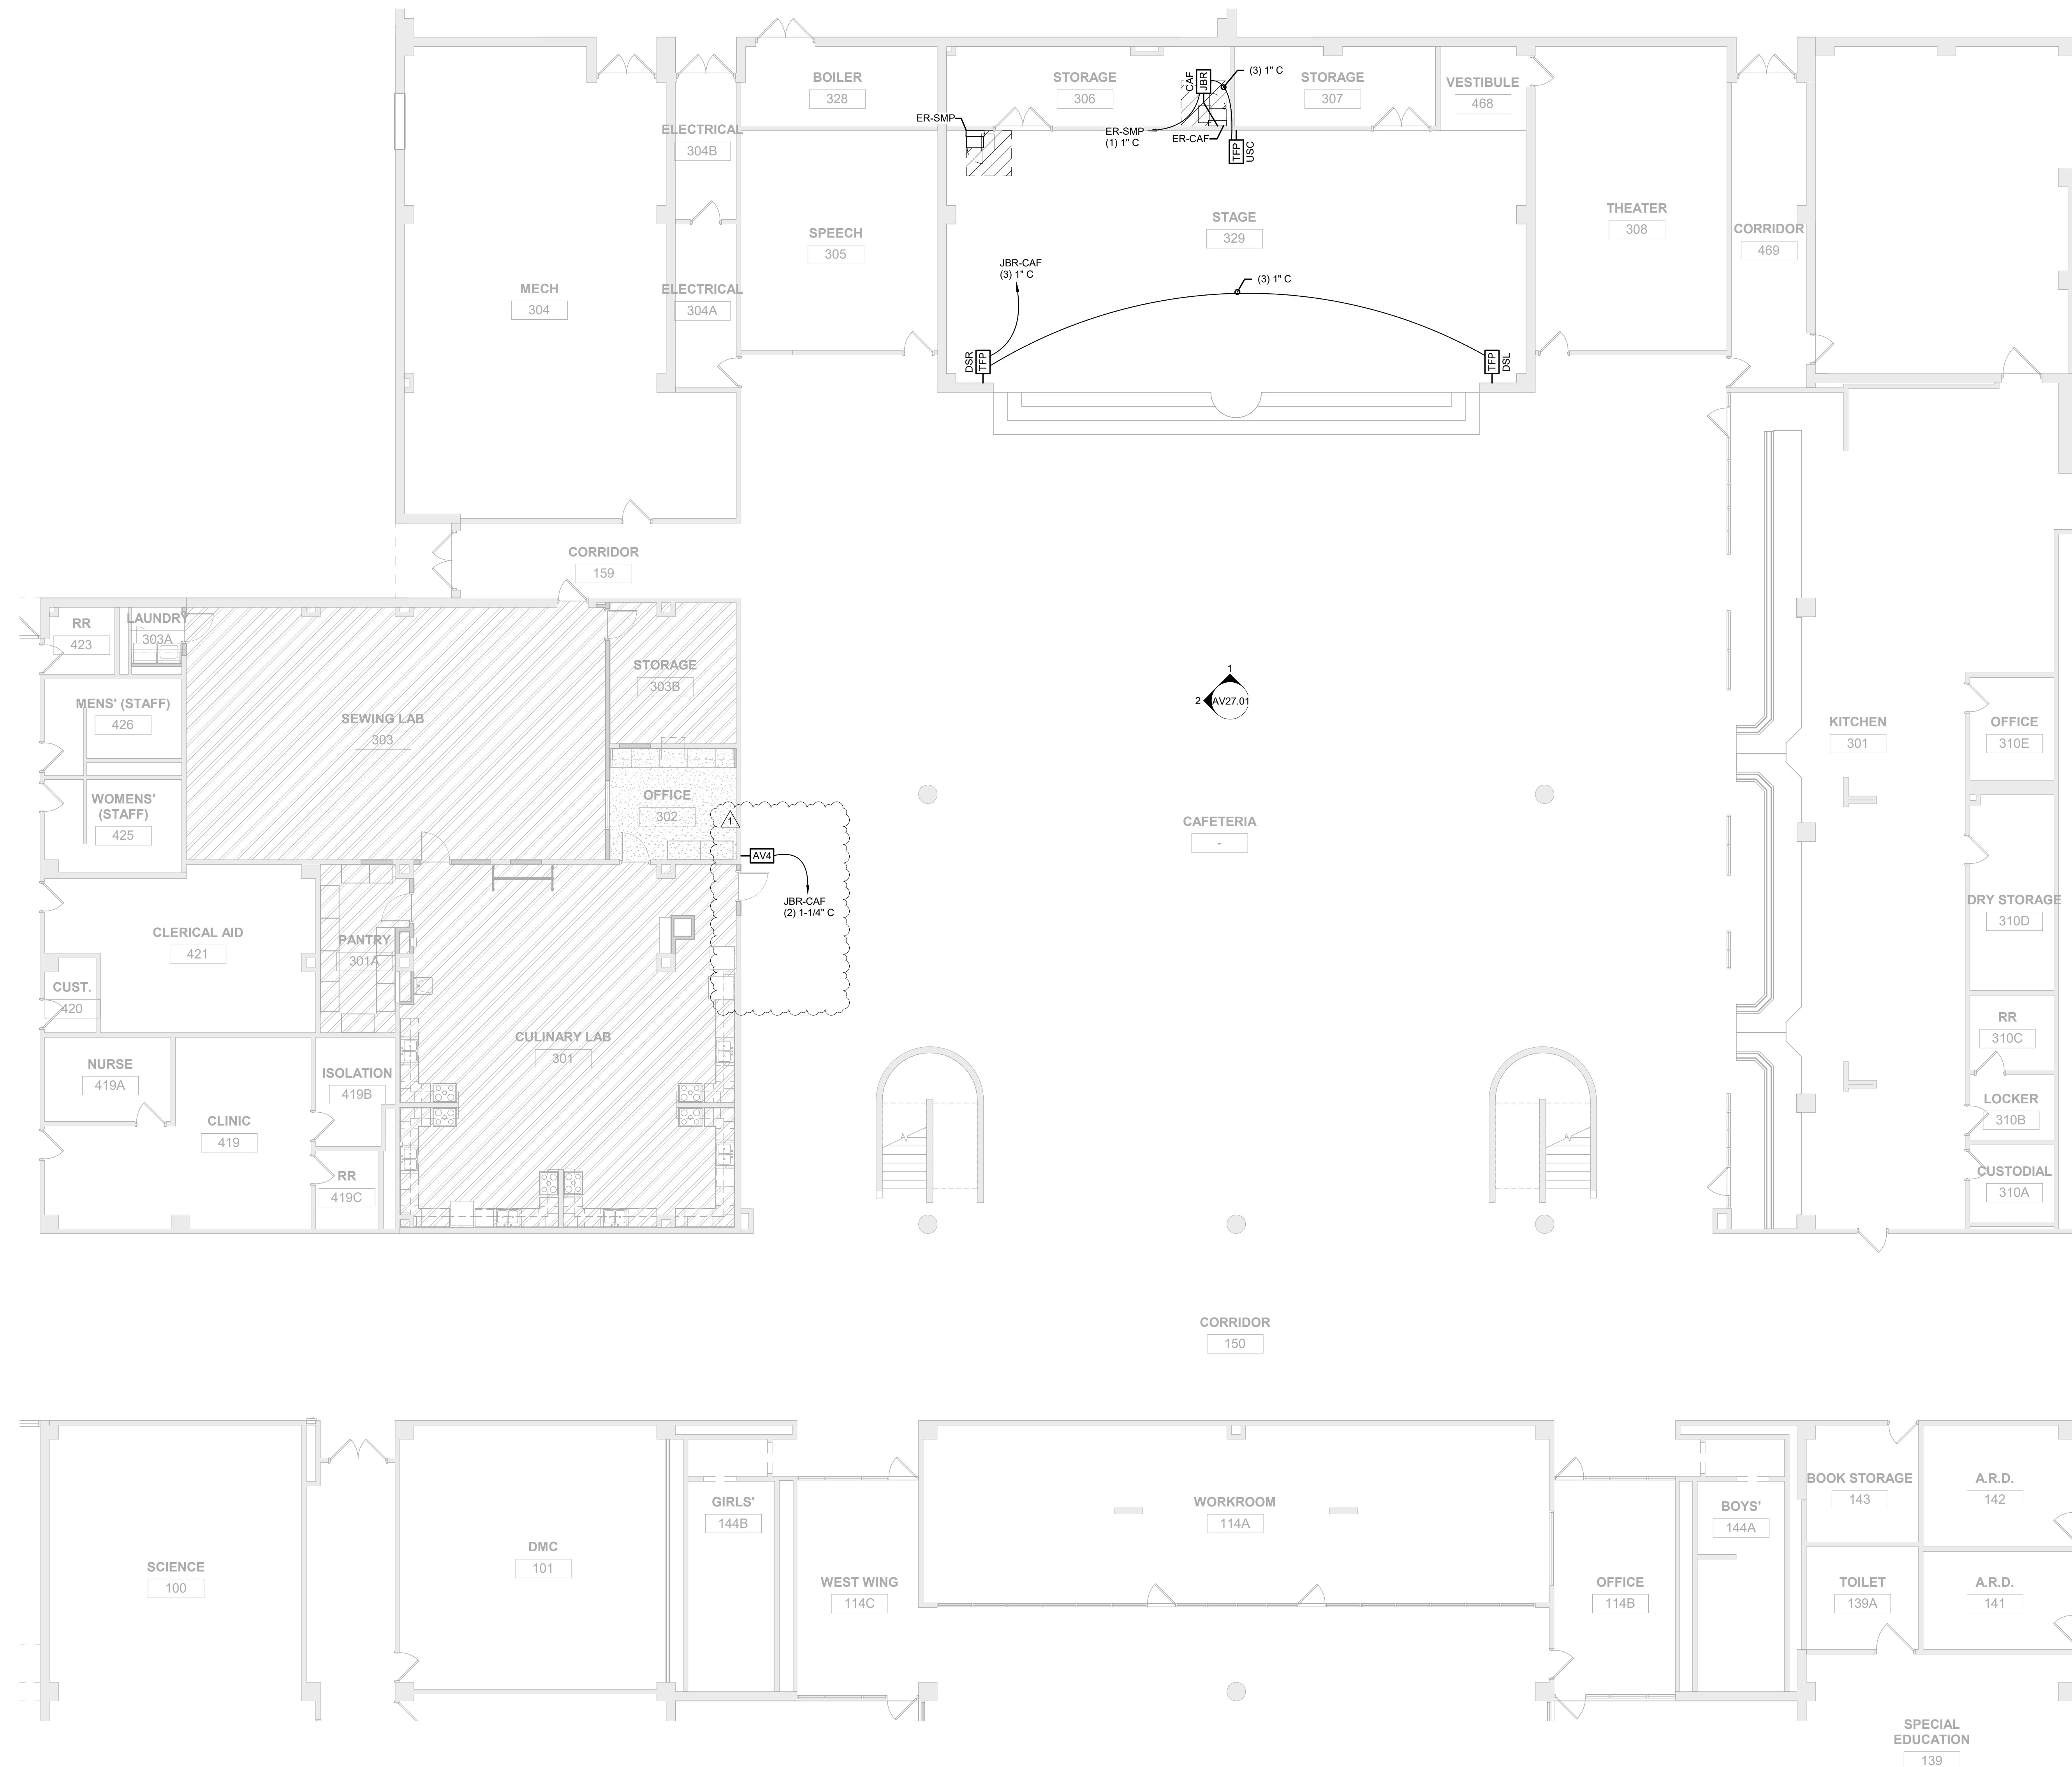 BOILER
328
STORAGE
306
CAF
JBR
(3) 1" C
STORAGE
307
VESTIBULE
468
ER-SMP
ELECTRICAL
304B
ER-SMP
(1) 1" C
ER-CAF
TFP
USC
SPEECH
305
STAGE
329
THEATER
308
CORRIDOR
469
MECH
304
ELECTRICAL
304A
JBR-CAF
(3) 1" C
(3) 1" C
DSR
TFP
TFP
DSL
CORRIDOR
159
RR
423
LAUNDRY
303A
STORAGE
303B
MENS' (STAFF)
426
SEWING LAB
303
1
2
AV27.01
KITCHEN
301
OFFICE
310E
WOMENS'
(STAFF)
425
OFFICE
302
1
CAFETERIA
-
AV4
JBR-CAF
(2) 1-1/4" C
DRY STORAGE
310D
CLERICAL AID
421
PANTRY
301A
CUST.
420
CULINARY LAB
301
RR
310C
NURSE
419A
ISOLATION
419B
CLINIC
419
LOCKER
310B
RR
419C
CUSTODIAL
310A
CORRIDOR
150
GIRLS'
144B
WORKROOM
114A
BOYS'
144A
BOOK STORAGE
143
A.R.D.
142
SCIENCE
100
DMC
101
WEST WING
114C
OFFICE
114B
TOILET
139A
A.R.D.
141
SPECIAL
EDUCATION
139